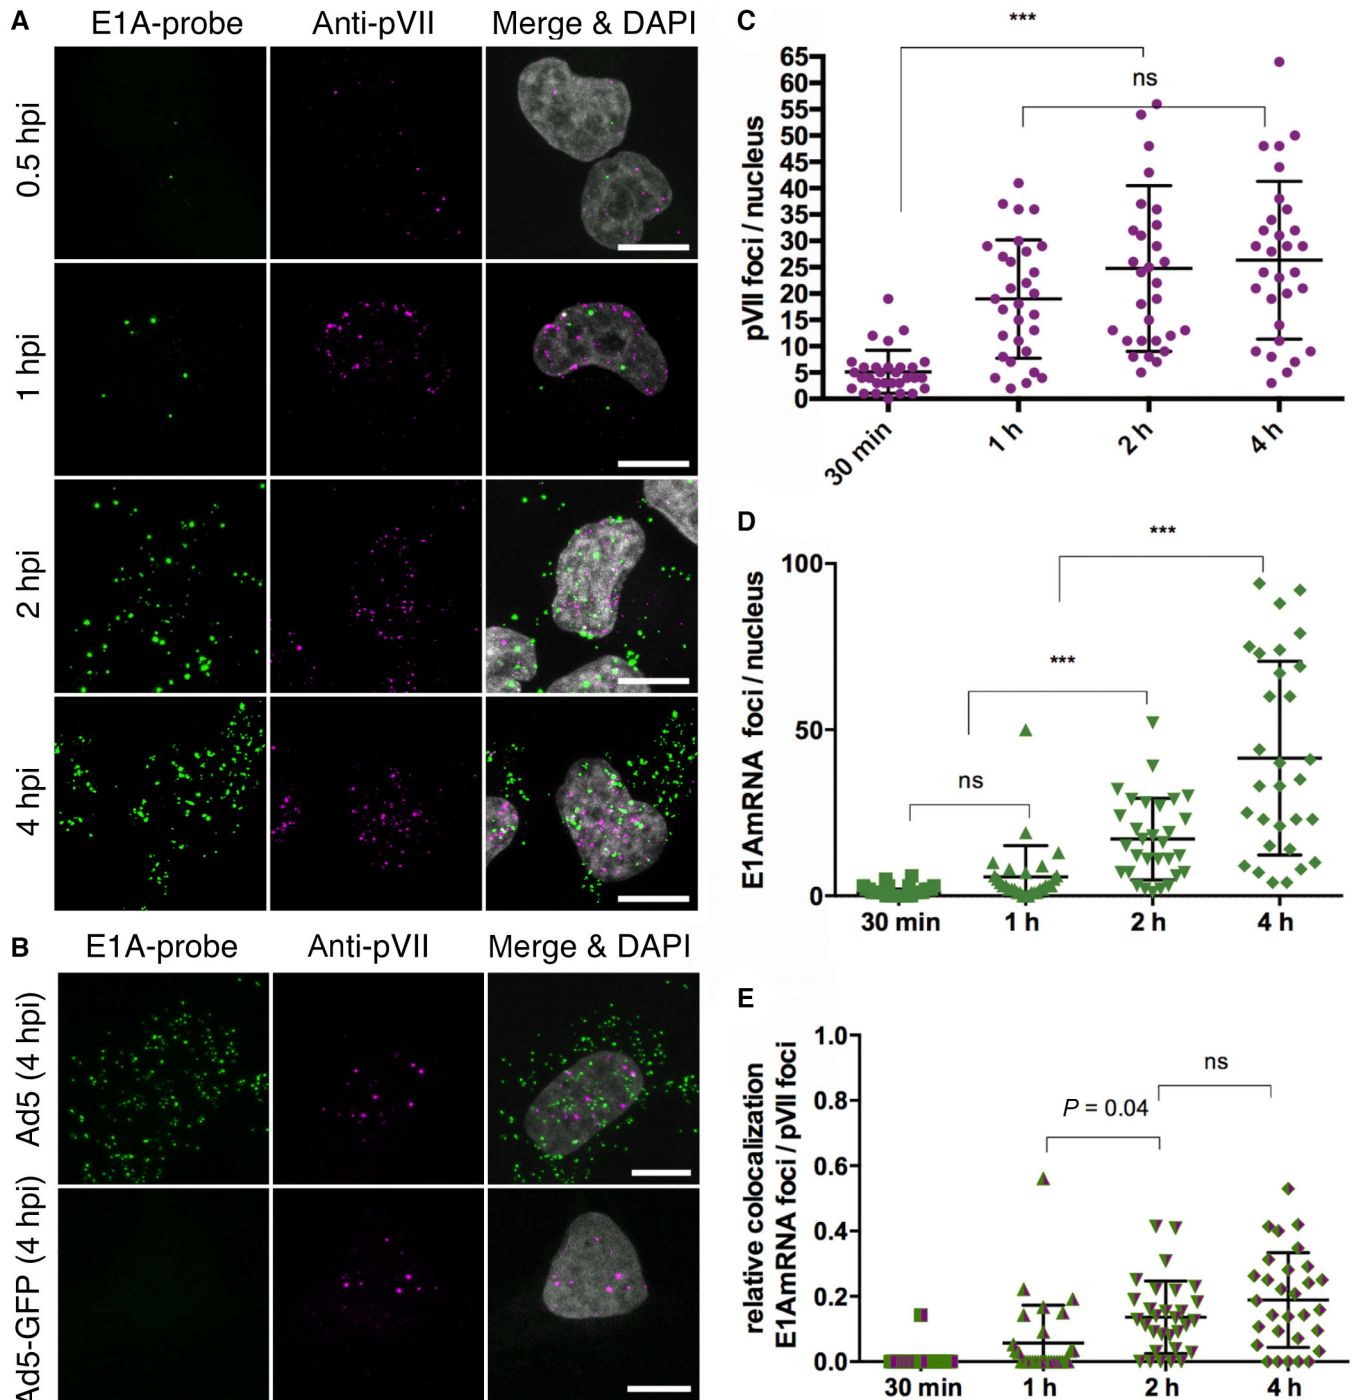 A
E1A-probe Anti-pVII Merge & DAPI
0.5 hpi
1 hpi
2 hpi
4 hpi
B
E1A-probe Anti-pVII Merge & DAPI
Ad5 (4 hpi)
Ad5-GFP (4 hpi)
C
***
ns
pVII foci / nucleus
65
60
55
50
45
40
35
30
25
20
15
10
5
0
30 min 1 h 2 h 4 h
D
***
***
ns
E1AmRNA foci / nucleus
100
50
0
30 min 1 h 2 h 4 h
E
ns
P = 0.04
relative colocalization
E1AmRNA foci / pVII foci
1.0
0.8
0.6
0.4
0.2
0.0
30 min 1 h 2 h 4 h